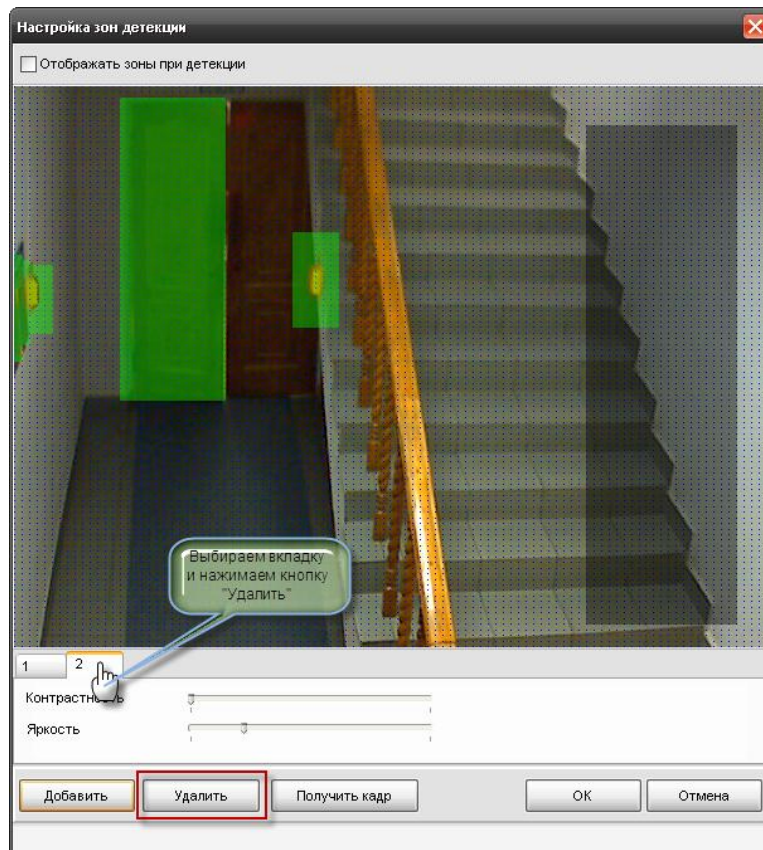 Настройка зон детекции
Отображать зоны при детекции
Выбираем вкладку
и нажимаем кнопку
"Удалить"
1 2
Контрастность
Яркость
Добавить Удалить Получить кадр OK Отмена